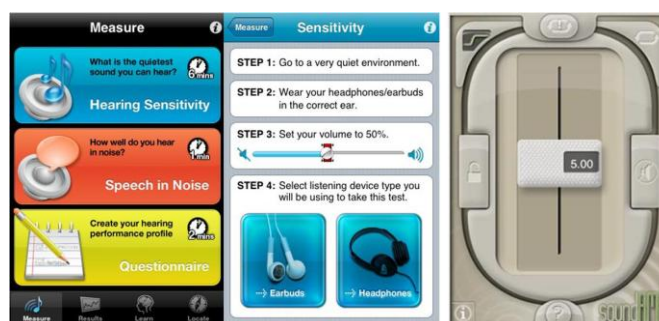 Measure
What is the quietest
sound you can hear?
6 mins
Hearing Sensitivity
How well do you hear
in noise?
1 min
Speech in Noise
Create your hearing
performance profile
2 mins
Questionnaire
Measure
Results
Learn
Locate
Measure
Sensitivity
STEP 1: Go to a very quiet environment.
STEP 2: Wear your headphones/earbuds
in the correct ear.
STEP 3: Set your volume to 50%.
STEP 4: Select listening device type you
will be using to take this test.
Earbuds
Headphones
5.00